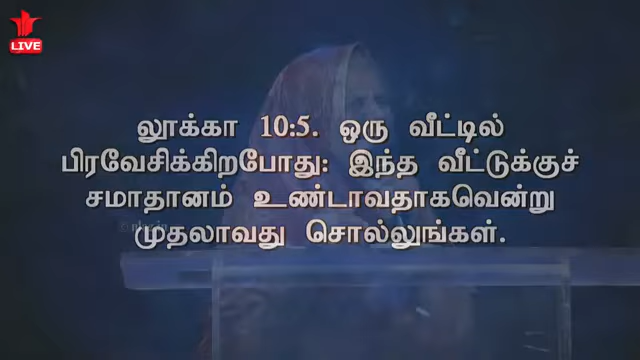 LIVE
லூக்கா 10:5. ஒரு வீட்டில்
பிரவேசிக்கிறபோது: இந்த வீட்டுக்குச்
சமாதானம் உண்டாவதாகவென்று
முதலாவது சொல்லுங்கள்.